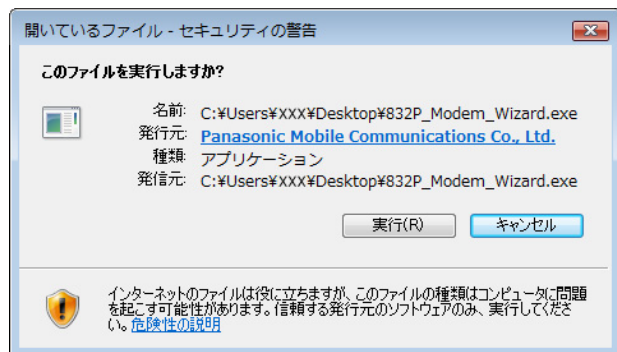 開いているファイル - セキュリティの警告
このファイルを実行しますか?
名前: C:¥Users¥XXX¥Desktop¥832P_Modem_Wizard.exe
発行元: Panasonic Mobile Communications Co., Ltd.
種類: アプリケーション
発信元: C:¥Users¥XXX¥Desktop¥832P_Modem_Wizard.exe
実行(R) キャンセル
インターネットのファイルは役に立ちますが、このファイルの種類はコンピュータに問題
を起こす可能性があります。信頼する発行元のソフトウェアのみ、実行してくださ
い。危険性の説明